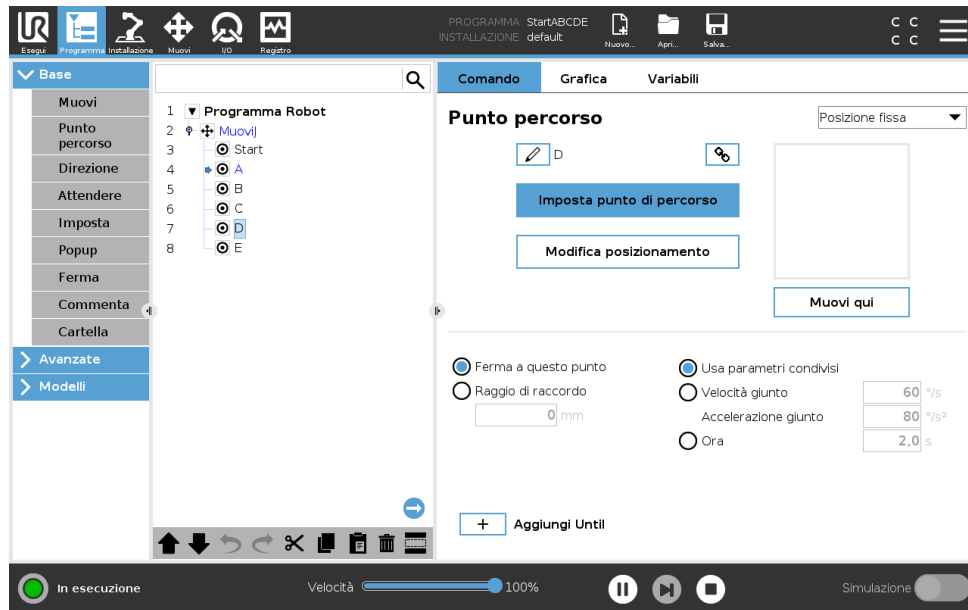 PROGRAMMA StartABCDE
INSTALLAZIONE default
UR
Esegui
Programma
Installazione
Muovi
I/O
Registro
Nuovo...
Apri...
Salva...
C C
C C
Base
Muovi
Punto
percorso
Direzione
Attendere
Imposta
Popup
Ferma
Commenta
Cartella
Avanzate
Modelli
1 Programma Robot
2 MuoviJ
3 Start
4 A
5 B
6 C
7 D
8 E
Comando Grafica Variabili
Punto percorso
Posizione fissa
D
Imposta punto di percorso
Modifica posizionamento
Muovi qui
Ferma a questo punto
Raggio di raccordo
0 mm
Usa parametri condivisi
Velocità giunto 60 °/s
Accelerazione giunto 80 °/s²
Ora 2,0 s
+ Aggiungi Until
In esecuzione
Velocità 100%
Simulazione